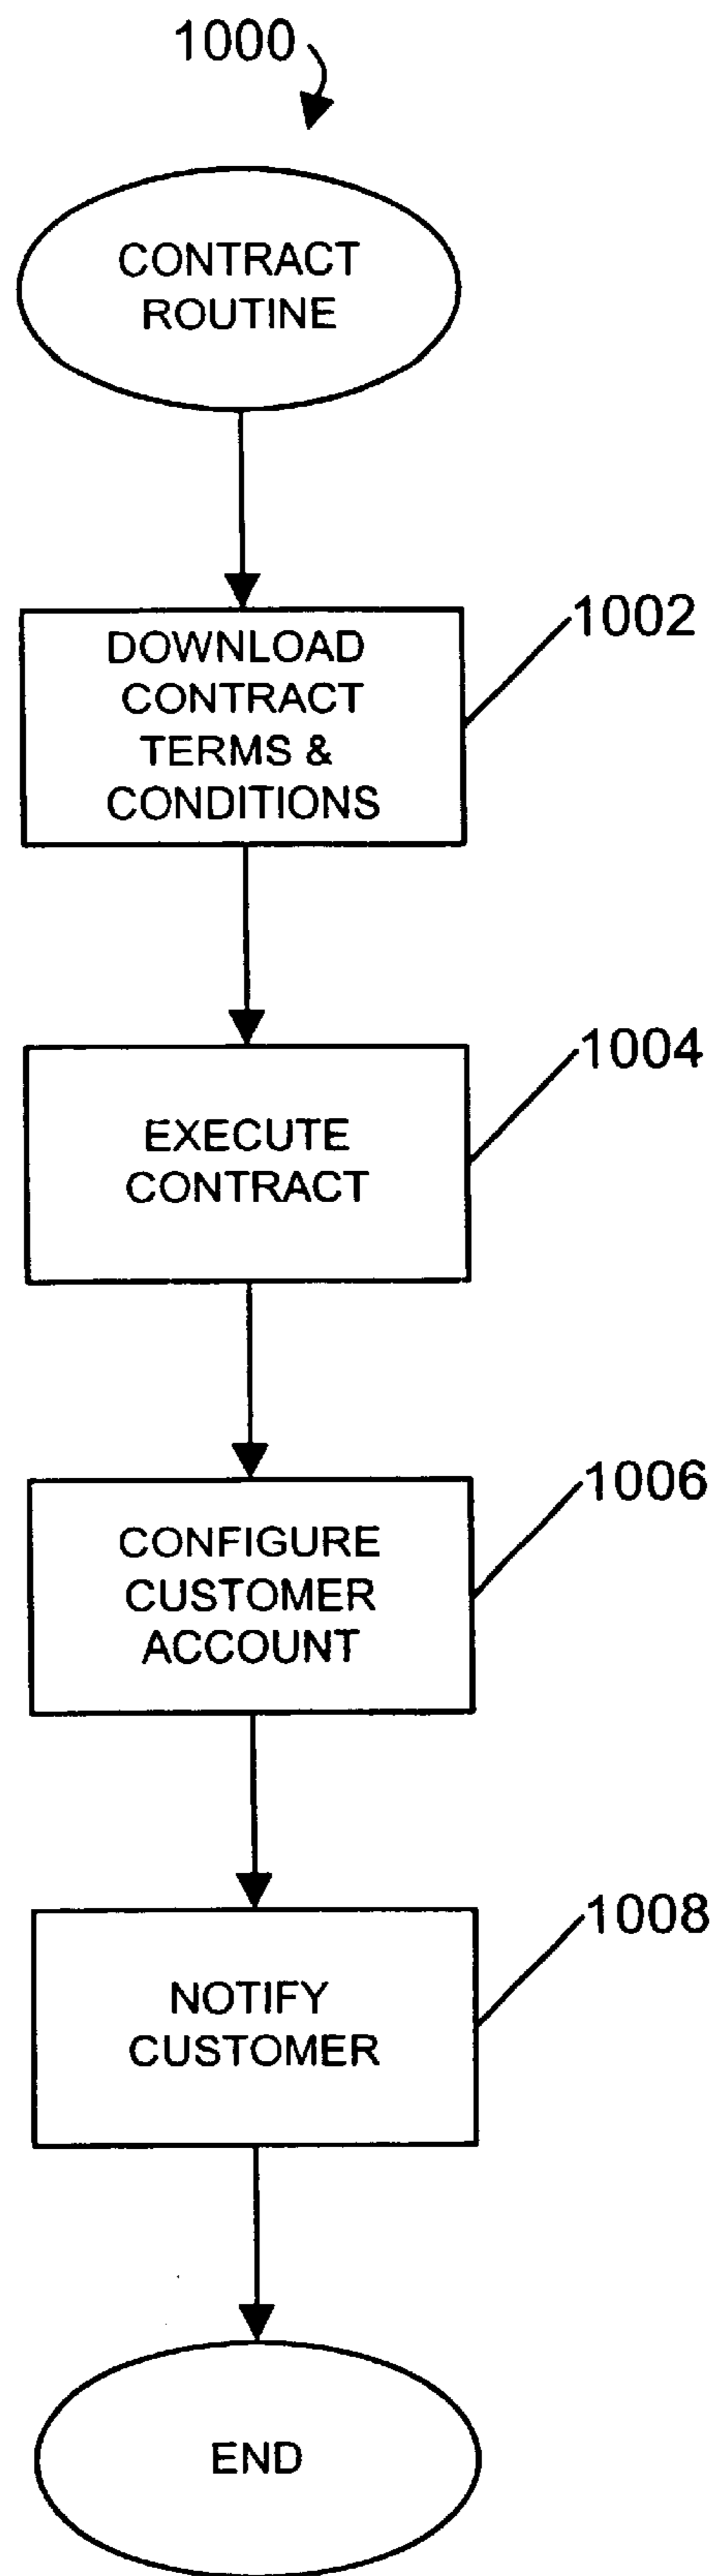 1000
CONTRACT
ROUTINE
DOWNLOAD
CONTRACT
TERMS &
CONDITIONS
1002
EXECUTE
CONTRACT
1004
CONFIGURE
CUSTOMER
ACCOUNT
1006
NOTIFY
CUSTOMER
1008
END